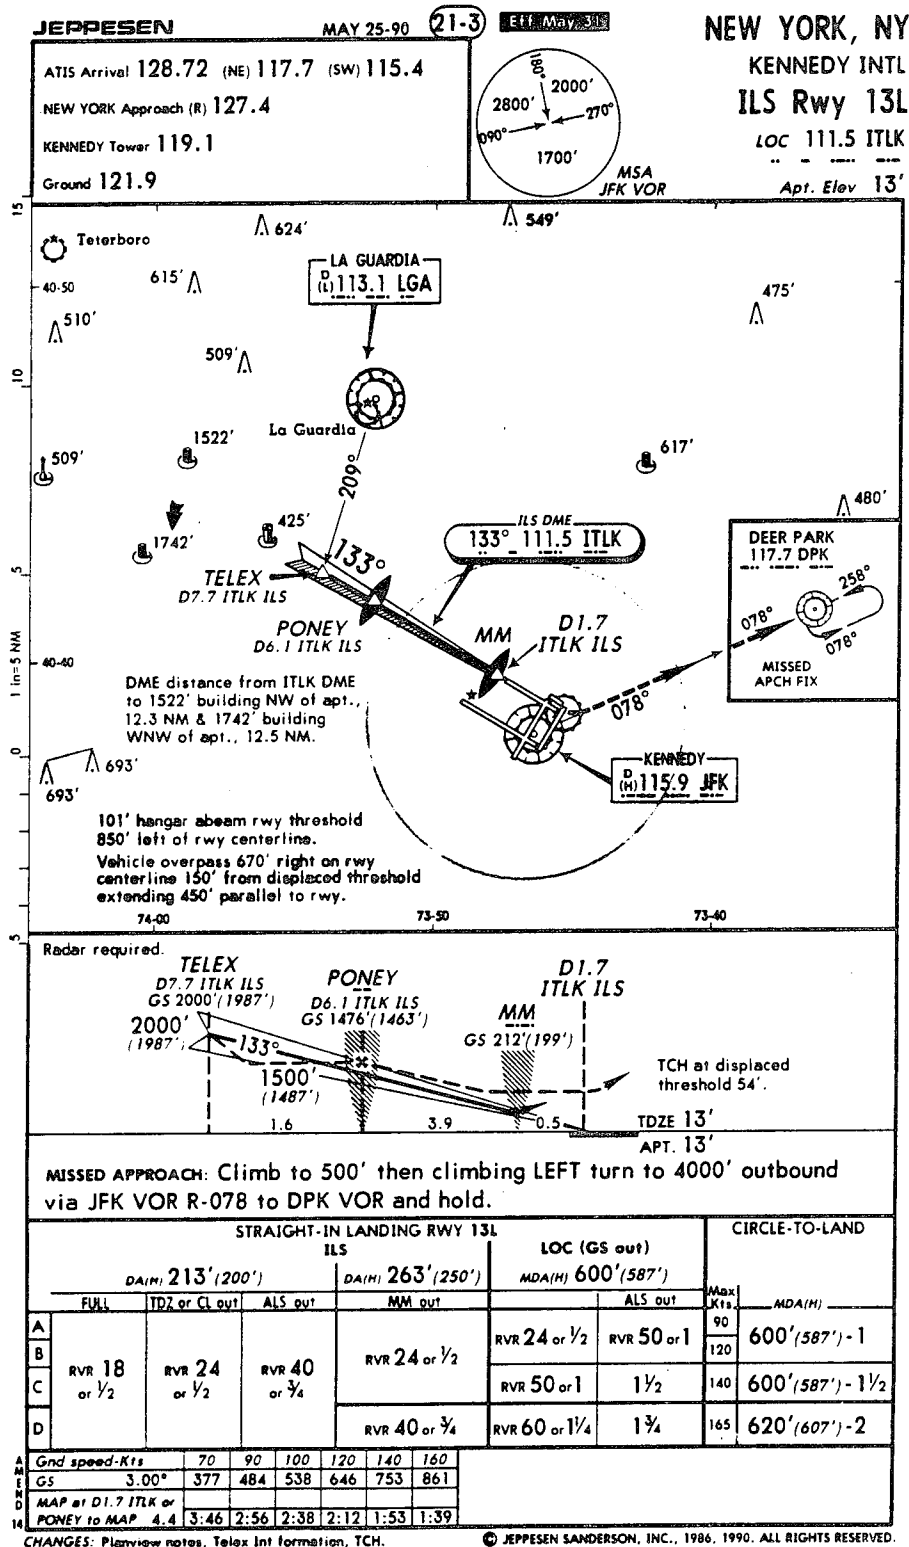 JEPPESEN MAY 25-90 21-3 Eff May 31
NEW YORK, NY
KENNEDY INTL
ILS Rwy 13L
LOC 111.5 ITLK
Apt. Elev 13'
ATIS Arrival 128.72 (NE) 117.7 (SW) 115.4
NEW YORK Approach (R) 127.4
KENNEDY Tower 119.1
Ground 121.9
180°
2000'
2800'
270°
090°
1700'
MSA
JFK VOR
15
624'
549'
Teterboro
LA GUARDIA
D
(L) 113.1 LGA
615'
40-50
475'
510'
509'
10
La Guardia
1522'
509'
617'
209°
480'
425'
1742'
ILS DME
133° 111.5 ITLK
133°
DEER PARK
117.7 DPK
258°
078°
078°
MISSED
APCH FIX
5
TELEX
D7.7 ITLK ILS
PONEY
D6.1 ITLK ILS
MM
D1.7
ITLK ILS
1 in=5 NM
40-40
078°
DME distance from ITLK DME
to 1522' building NW of apt.,
12.3 NM & 1742' building
WNW of apt., 12.5 NM.
0
KENNEDY
D
(H) 115.9 JFK
693'
693'
101' hangar abeam rwy threshold
850' left of rwy centerline.
Vehicle overpass 670' right on rwy
centerline 150' from displaced threshold
extending 450' parallel to rwy.
74-00
73-50
73-40
5
Radar required.
TELEX
D7.7 ITLK ILS
GS 2000'(1987')
2000'
(1987')
133°
PONEY
D6.1 ITLK ILS
GS 1476'(1463')
1500'
(1487')
MM
GS 212'(199')
D1.7
ITLK ILS
TCH at displaced
threshold 54'.
1.6
3.9
0.5
TDZE 13'
APT. 13'
MISSED APPROACH: Climb to 500' then climbing LEFT turn to 4000' outbound
via JFK VOR R-078 to DPK VOR and hold.
STRAIGHT-IN LANDING RWY 13L
CIRCLE-TO-LAND
ILS
LOC (GS out)
DA(H) 213'(200')
DA(H) 263'(250')
MDA(H) 600'(587')
FULL TDZ or CL out ALS out MM out ALS out Max Kts. MDA(H)
A
B
C
D
RVR 18
or ½
RVR 24
or ½
RVR 40
or ¾
RVR 24 or ½
RVR 40 or ¾
RVR 24 or ½
RVR 50 or 1
RVR 50 or 1
1½
RVR 60 or 1¼
1¾
90
120
600'(587')-1
140
600'(587')-1½
165
620'(607')-2
Gnd speed-Kts 70 90 100 120 140 160
GS 3.00° 377 484 538 646 753 861
MAP at D1.7 ITLK or
PONEY to MAP 4.4 3:46 2:56 2:38 2:12 1:53 1:39
AMEND
14
CHANGES: Planview notes, Telex Int formation, TCH.
© JEPPESEN SANDERSON, INC., 1986, 1990. ALL RIGHTS RESERVED.